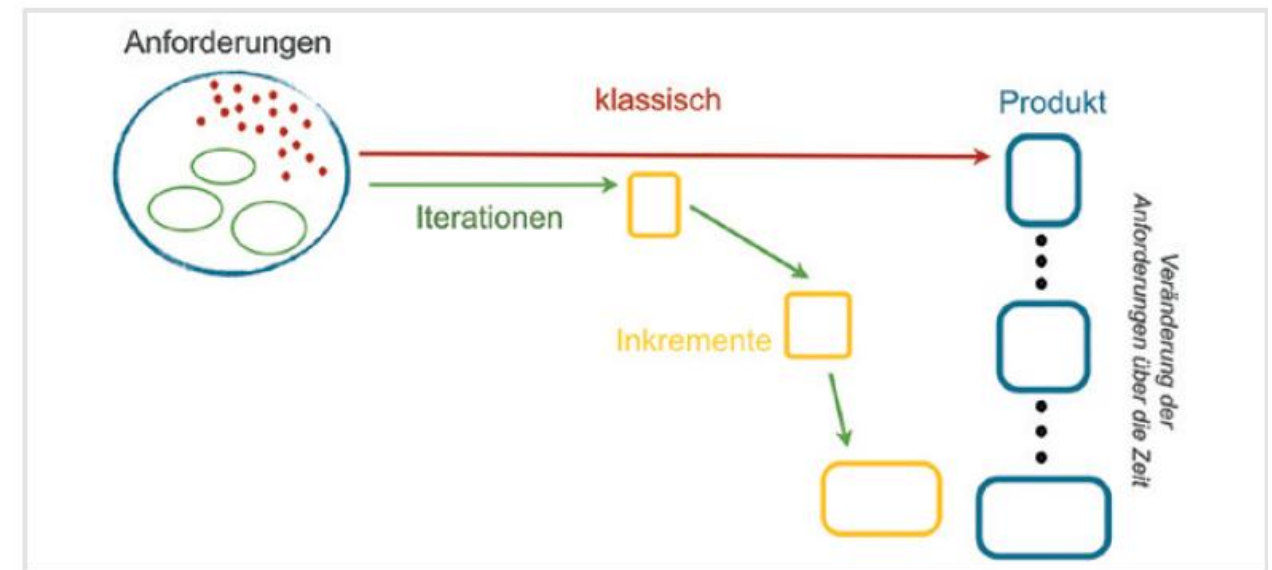 Anforderungen
klassisch
Produkt
Iterationen
Inkremente
Veränderung der
Anforderungen über die Zeit